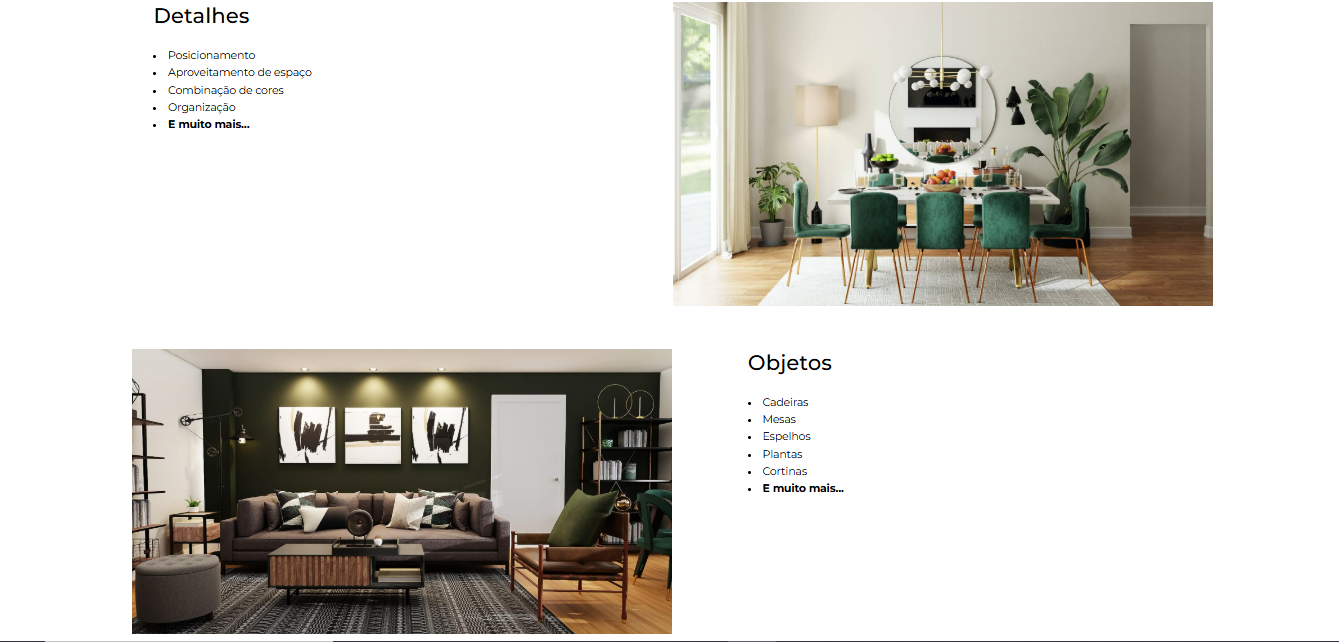 Detalhes
Posicionamento
Aproveitamento de espaço
Combinação de cores
Organização
E muito mais...
Objetos
Cadeiras
Mesas
Espelhos
Plantas
Cortinas
E muito mais...